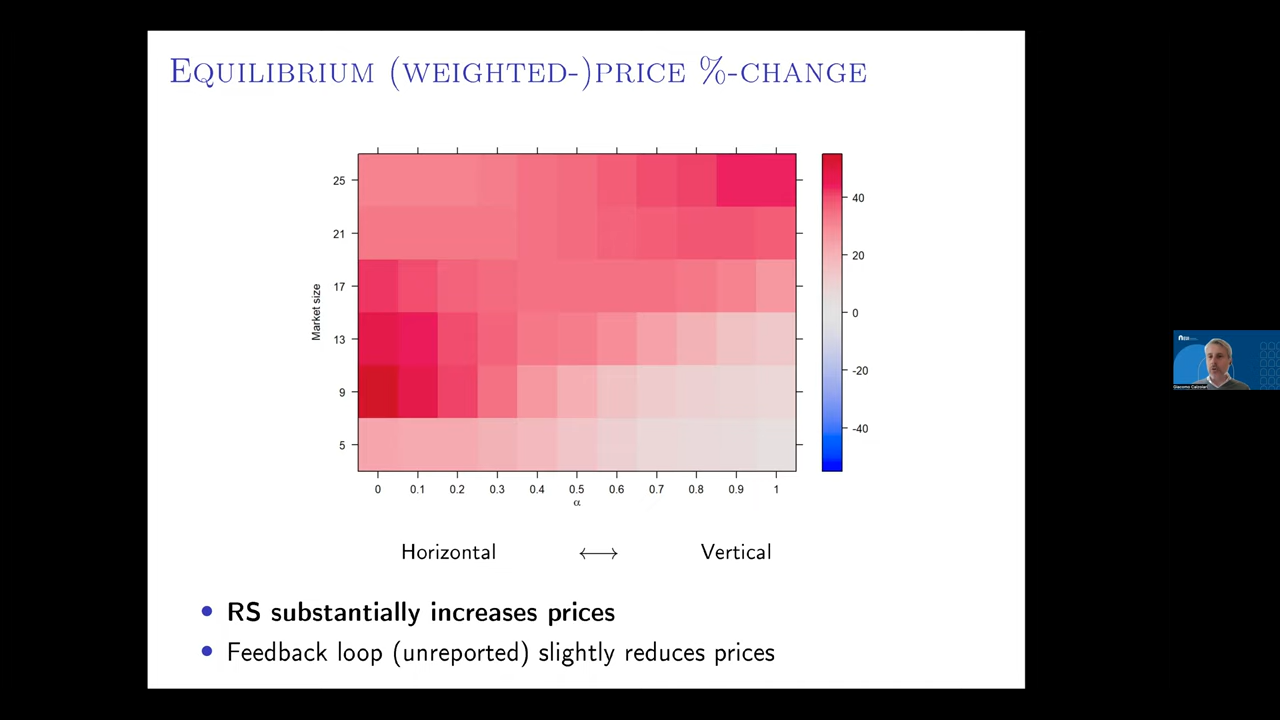 EQUILIBRIUM (WEIGHTED-)PRICE %-CHANGE
25
21
17
13
9
5
Market size
0 0.1 0.2 0.3 0.4 0.5 0.6 0.7 0.8 0.9 1
α
40
20
0
-20
-40
Horizontal ⟷ Vertical
• RS substantially increases prices
• Feedback loop (unreported) slightly reduces prices